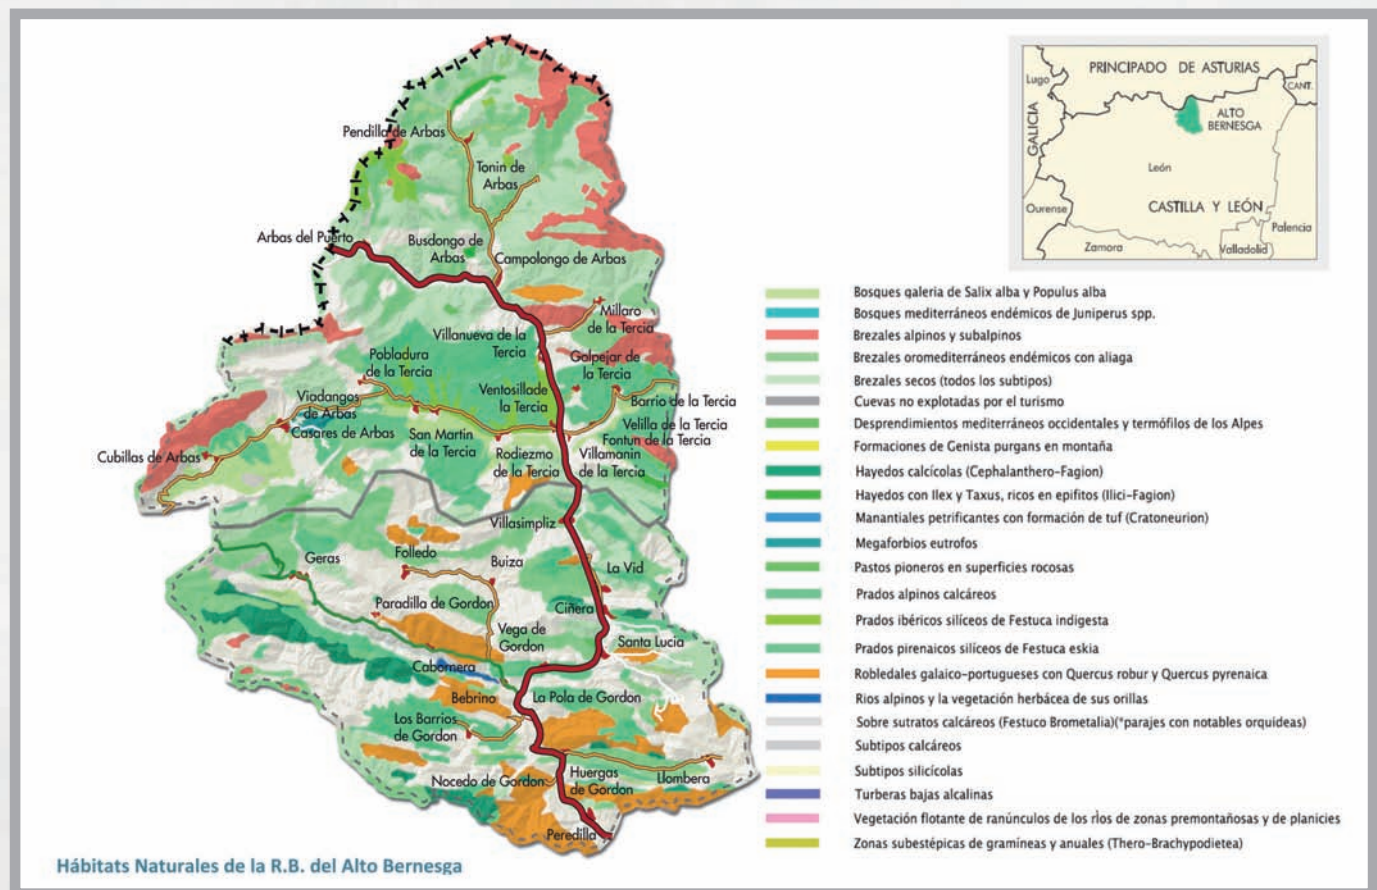 PRINCIPADO DE ASTURIAS
Lugo
CANT.
GALICIA
ALTO
BERNESGA
León
Ourense
CASTILLA Y LEÓN
Palencia
Zamora
Valladolid
Pendilla de Arbas
Tonin de
Arbas
Arbas del Puerto
Busdongo de
Arbas
Campolongo de Arbas
Millaro
de la Tercia
Villanueva de la
Tercia
Golpejar de
la Tercia
Pobladura
de la Tercia
Ventosillade
la Tercia
Barrio de la Tercia
Viadangos
de Arbas
Casares de Arbas
San Martin
de la Tercia
Velilla de la Tercia
Fontun de la Tercia
Cubillas de Arbas
Rodiezmo
de la Tercia
Villamanin
de la Tercia
Villasimpliz
Folledo
Geras
Buiza
La Vid
Paradilla de Gordon
Ciñera
Vega de
Gordon
Santa Lucia
Cabornera
Bebrino
La Pola de Gordon
Los Barrios
de Gordon
Nocedo de Gordon
Huergas
de Gordon
Llombera
Peredilla
Bosques galeria de Salix alba y Populus alba
Bosques mediterráneos endémicos de Juniperus spp.
Brezales alpinos y subalpinos
Brezales oromediterráneos endémicos con aliaga
Brezales secos (todos los subtipos)
Cuevas no explotadas por el turismo
Desprendimientos mediterráneos occidentales y termófilos de los Alpes
Formaciones de Genista purgans en montaña
Hayedos calcícolas (Cephalanthero-Fagion)
Hayedos con Ilex y Taxus, ricos en epifitos (Ilici-Fagion)
Manantiales petrificantes con formación de tuf (Cratoneurion)
Megaforbios eutrofos
Pastos pioneros en superficies rocosas
Prados alpinos calcáreos
Prados ibéricos silíceos de Festuca indigesta
Prados pirenaicos silíceos de Festuca eskia
Robledales galaico-portugueses con Quercus robur y Quercus pyrenaica
Rios alpinos y la vegetación herbácea de sus orillas
Sobre sutratos calcáreos (Festuco Brometalia)(*parajes con notables orquideas)
Subtipos calcáreos
Subtipos silicícolas
Turberas bajas alcalinas
Vegetación flotante de ranúnculos de los rÌos de zonas premontañosas y de planicies
Zonas subestépicas de gramíneas y anuales (Thero-Brachypodietea)
Hábitats Naturales de la R.B. del Alto Bernesga